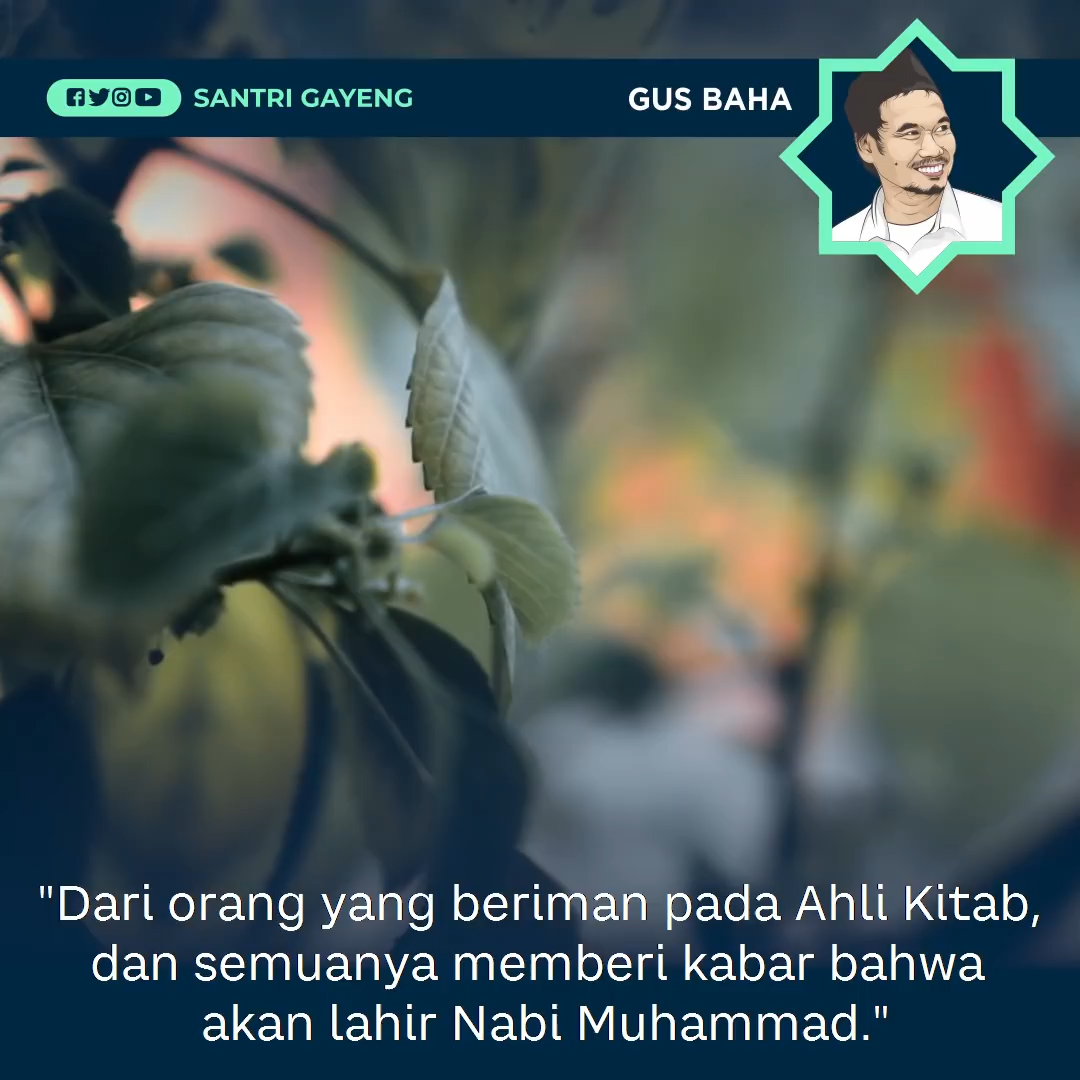 SANTRI GAYENG
GUS BAHA
"Dari orang yang beriman pada Ahli Kitab,
dan semuanya memberi kabar bahwa
akan lahir Nabi Muhammad."